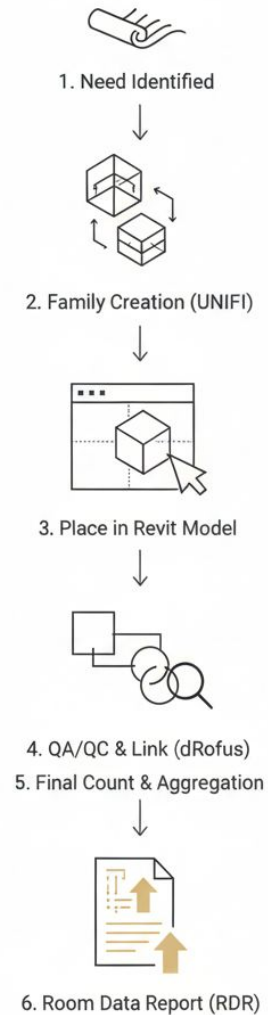 1. Need Identified
2. Family Creation (UNIFI)
3. Place in Revit Model
4. QA/QC & Link (dRofus)
5. Final Count & Aggregation
6. Room Data Report (RDR)